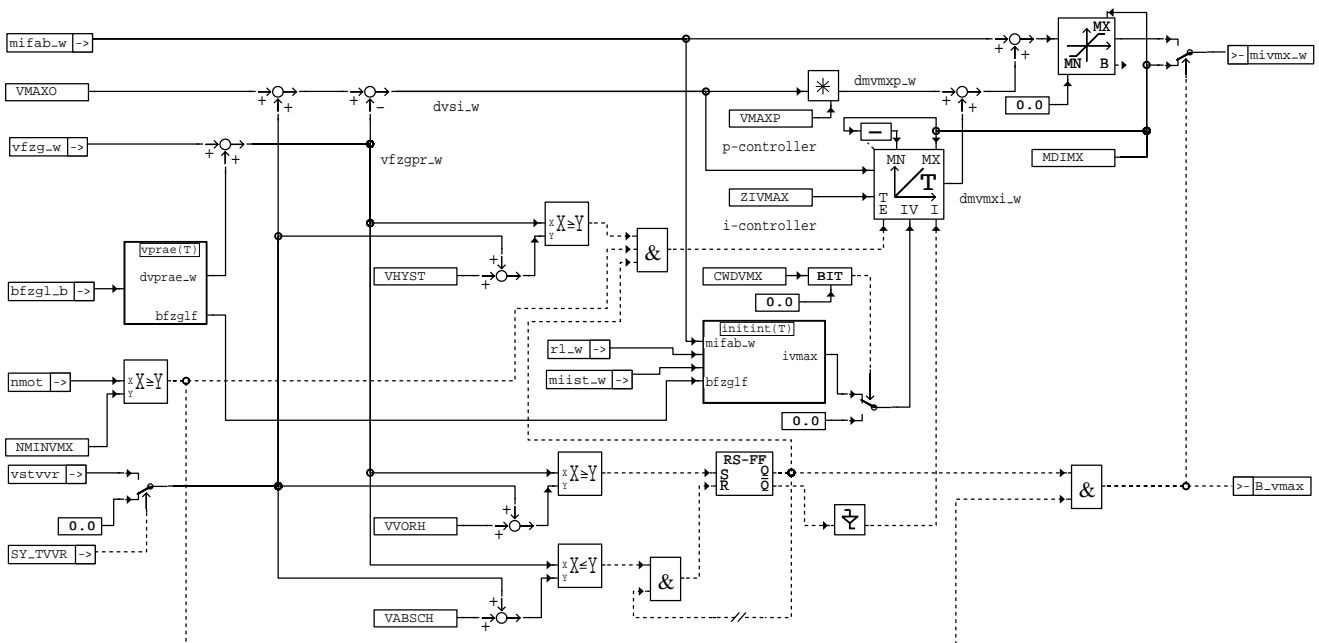 MX
mifab_w ->
MN B
>- mivmx_w
VMAXO
dvsi_w
*
dmvmxp_w
0.0
VMAXP
p-controller
vfzg_w ->
vfzgpr_w
MN MX
T
MDIMX
ZIVMAX
T
E IV I
dmvmxi_w
i-controller
X≥Y
X
Y
&
vprae(T)
dvprae_w
bfzglf
VHYST
CWDVMX
BIT
0.0
bfzgl_b ->
initint(T)
mifab_w
ivmax
bfzglf
rl_w ->
miist_w ->
nmot ->
X≥Y
X
Y
0.0
NMINVMX
vstvvr ->
X≥Y
X
Y
RS-FF
S Q
R Q
&
>- B_vmax
0.0
VVORH
SY_TVVR ->
X≤Y
X
Y
&
VABSCH